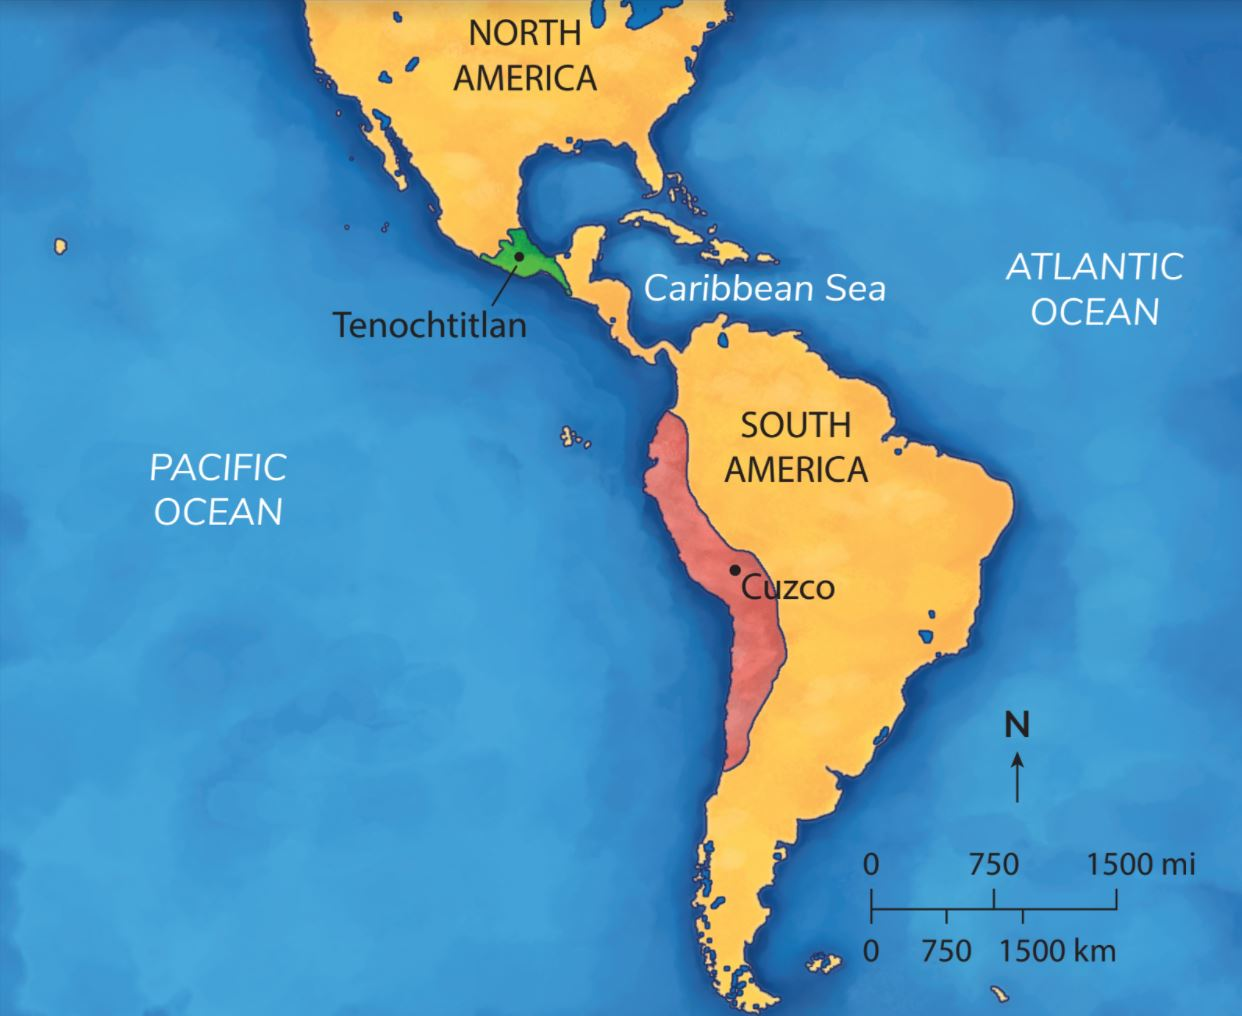 NORTH
AMERICA
Caribbean Sea
ATLANTIC
OCEAN
Tenochtitlan
SOUTH
AMERICA
PACIFIC
OCEAN
Cuzco
N
0 750 1500 mi
0 750 1500 km